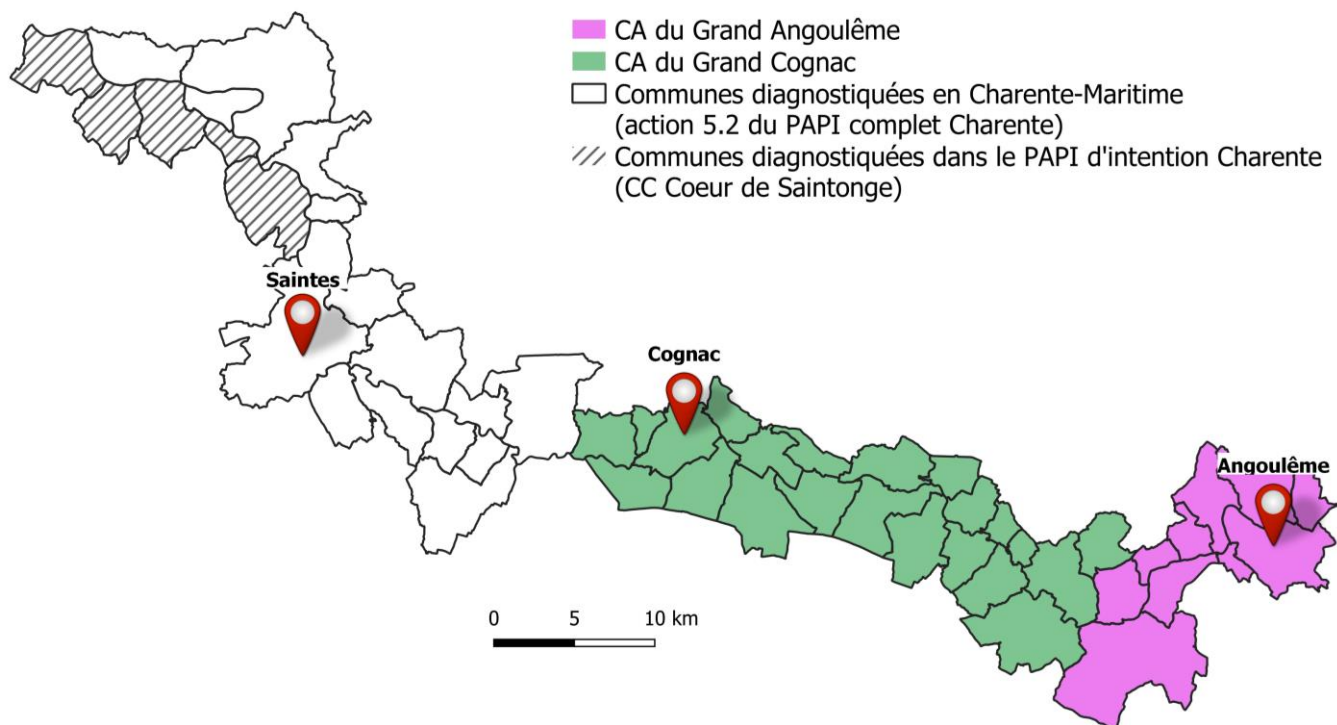 CA du Grand Angoulême
CA du Grand Cognac
Communes diagnostiquées en Charente-Maritime
(action 5.2 du PAPI complet Charente)
Communes diagnostiquées dans le PAPI d'intention Charente
(CC Coeur de Saintonge)
Saintes
Cognac
Angoulême
0 5 10 km